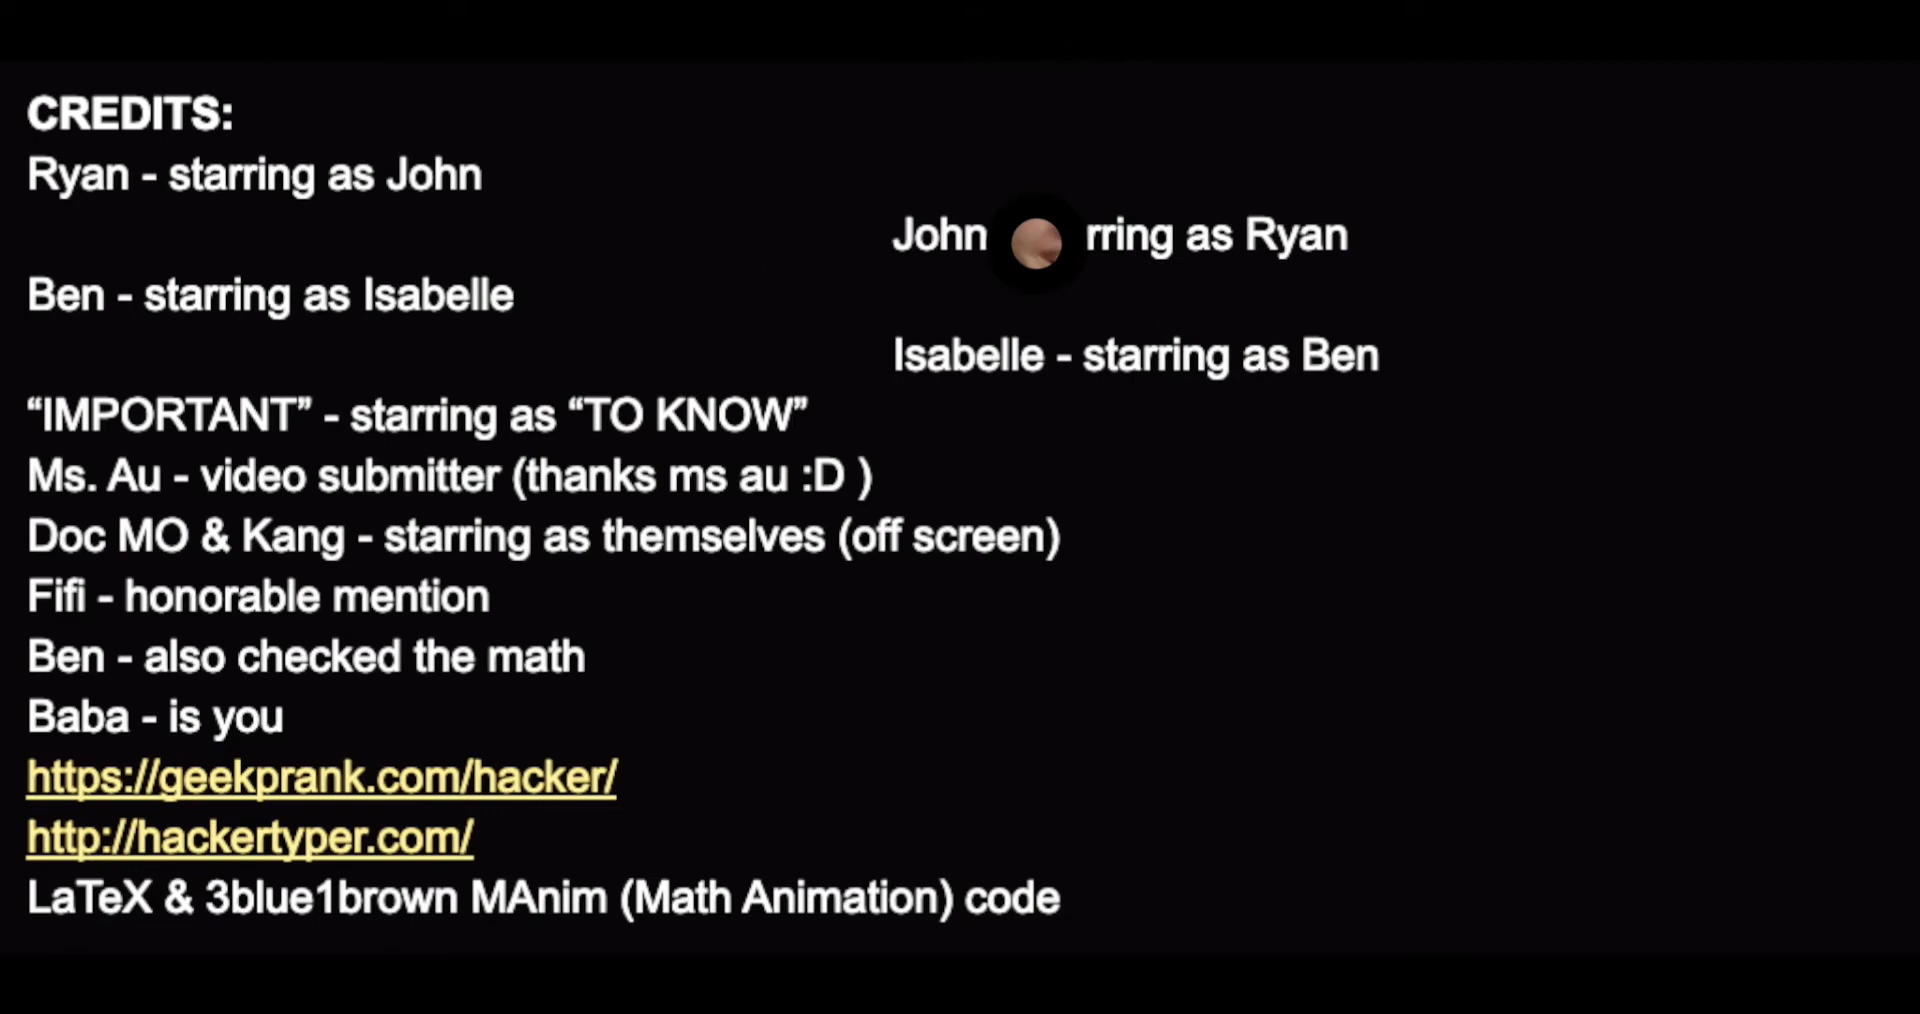 CREDITS:
Ryan - starring as John
John rring as Ryan
Ben - starring as Isabelle
Isabelle - starring as Ben
“IMPORTANT” - starring as “TO KNOW”
Ms. Au - video submitter (thanks ms au :D )
Doc MO & Kang - starring as themselves (off screen)
Fifi - honorable mention
Ben - also checked the math
Baba - is you
https://geekprank.com/hacker/
http://hackertyper.com/
LaTeX & 3blue1brown MAnim (Math Animation) code